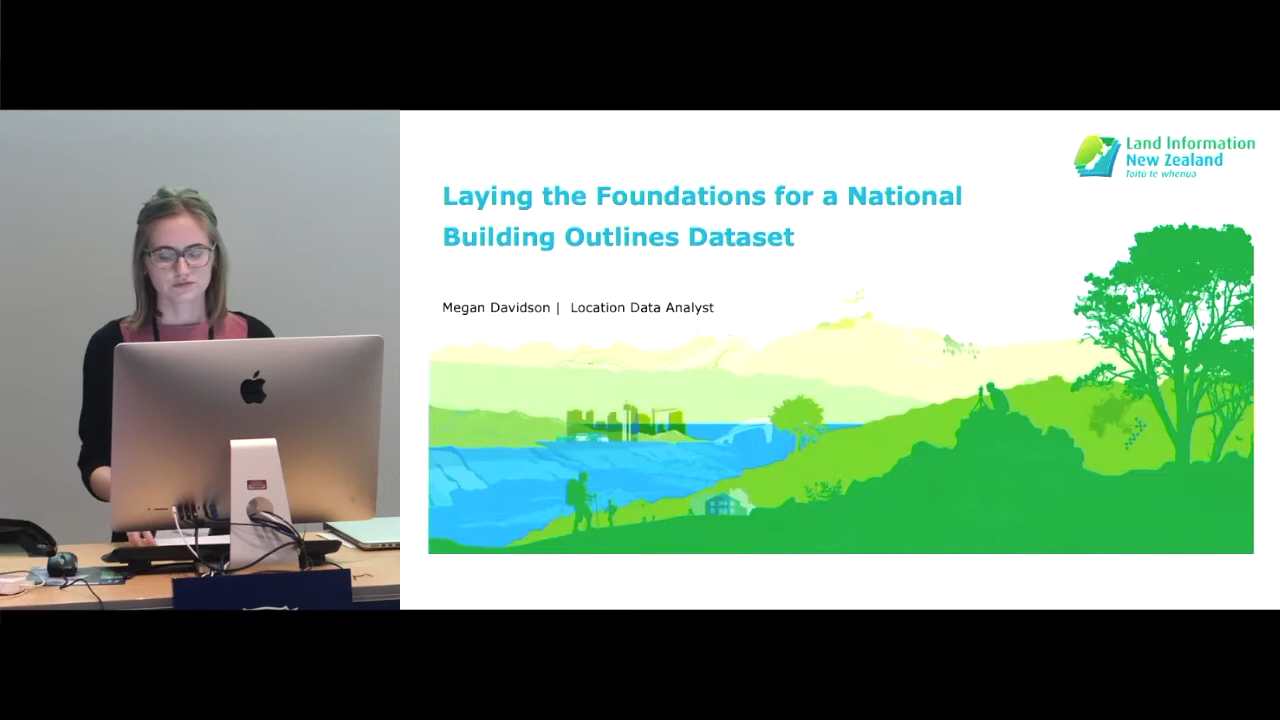 Land Information
New Zealand
Toitū te whenua
Laying the Foundations for a National
Building Outlines Dataset
Megan Davidson | Location Data Analyst